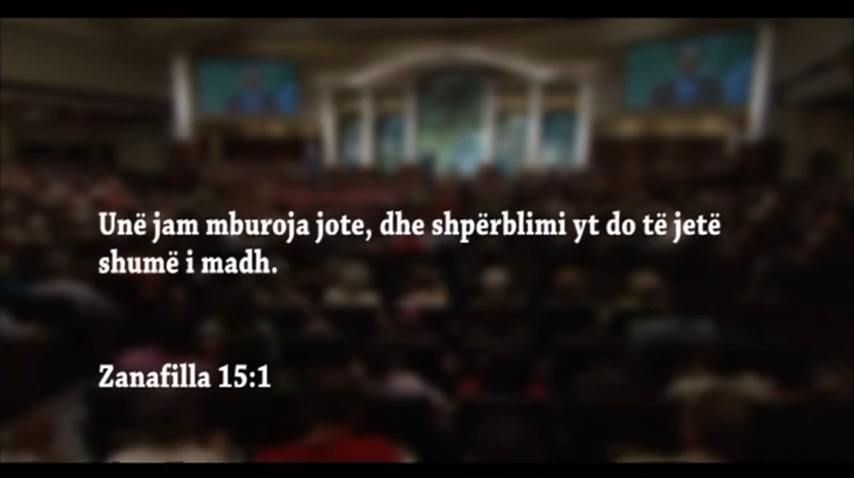 Unë jam mburoja jote, dhe shpërblimi yt do të jetë
shumë i madh.
Zanafilla 15:1